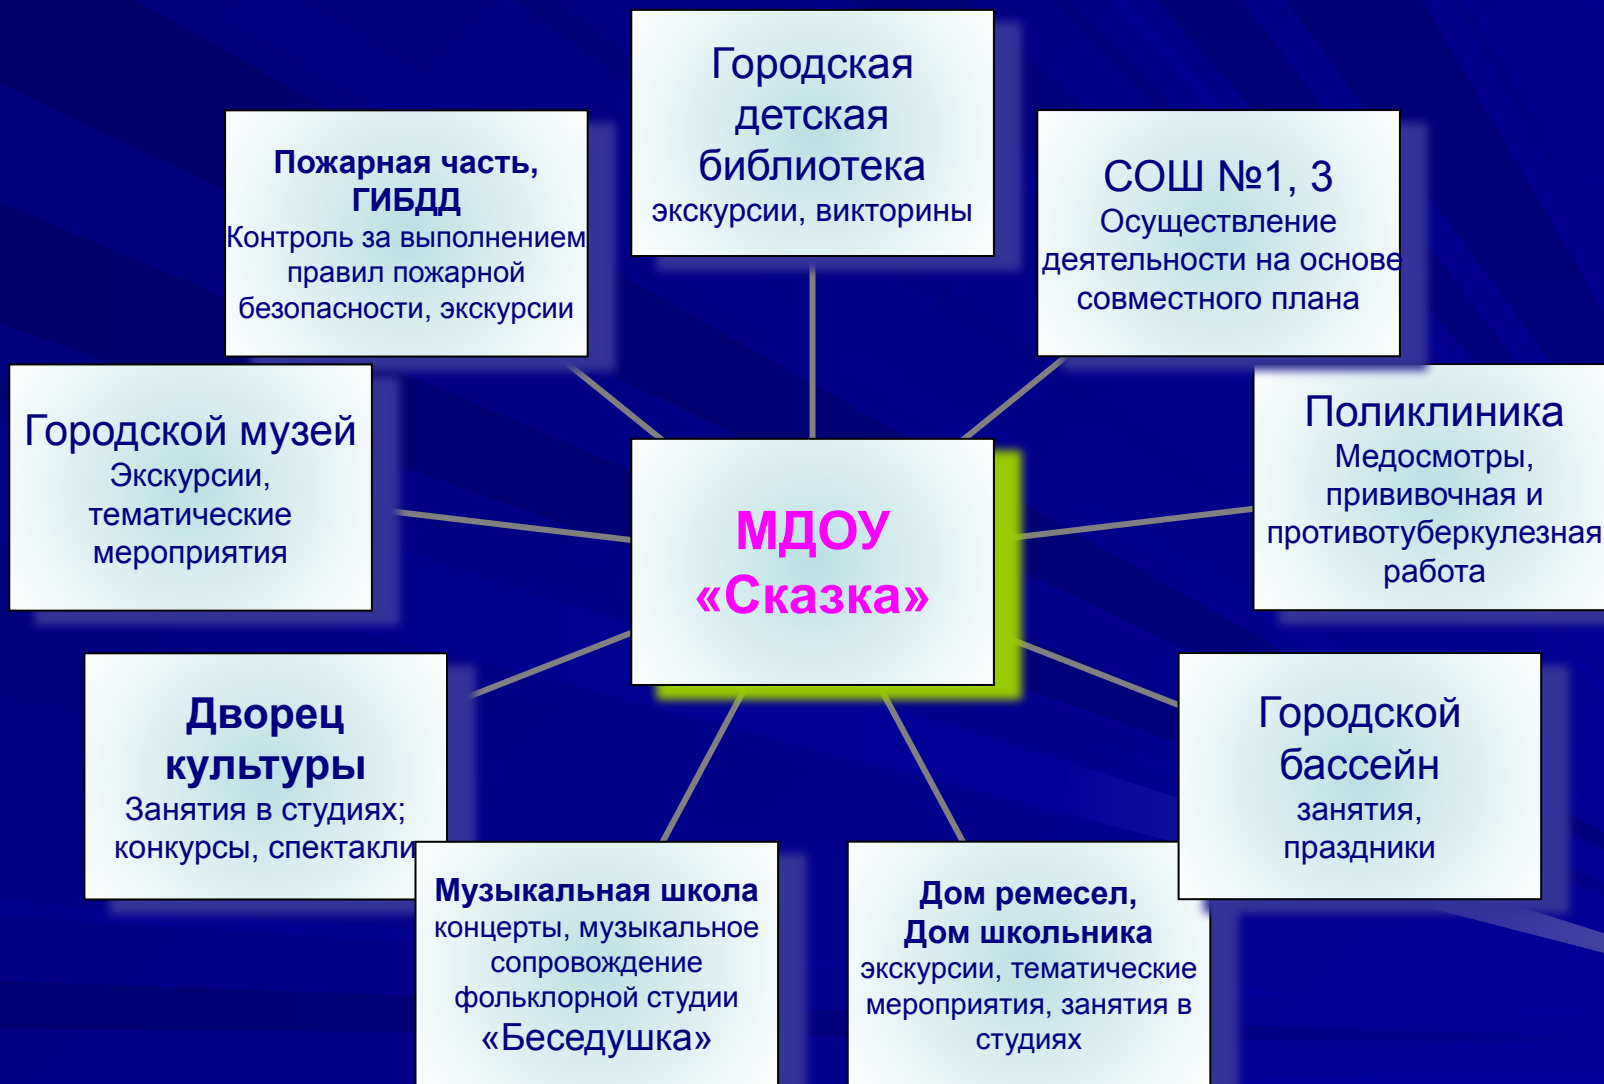 Городская
детская
библиотека
экскурсии, викторины
Пожарная часть,
ГИБДД
Контроль за выполнением
правил пожарной
безопасности, экскурсии
СОШ №1, 3
Осуществление
деятельности на основе
совместного плана
Городской музей
Экскурсии,
тематические
мероприятия
МДОУ
«Сказка»
Поликлиника
Медосмотры,
прививочная и
противотуберкулезная
работа
Дворец
культуры
Занятия в студиях;
конкурсы, спектакли
Городской
бассейн
занятия,
праздники
Музыкальная школа
концерты, музыкальное
сопровождение
фольклорной студии
«Беседушка»
Дом ремесел,
Дом школьника
экскурсии, тематические
мероприятия, занятия в
студиях